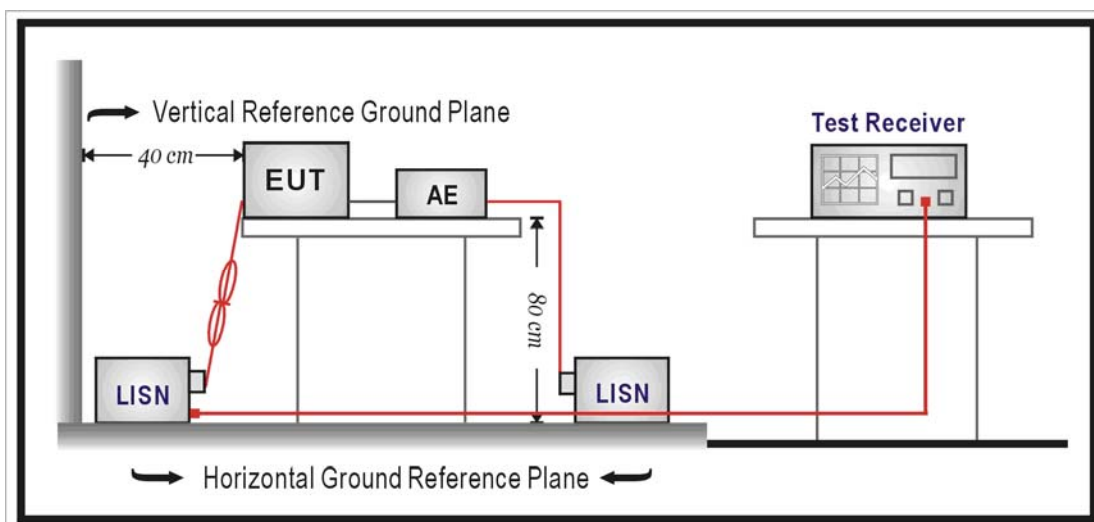 Vertical Reference Ground Plane
40 cm
EUT
AE
Test Receiver
80 cm
LISN
LISN
Horizontal Ground Reference Plane